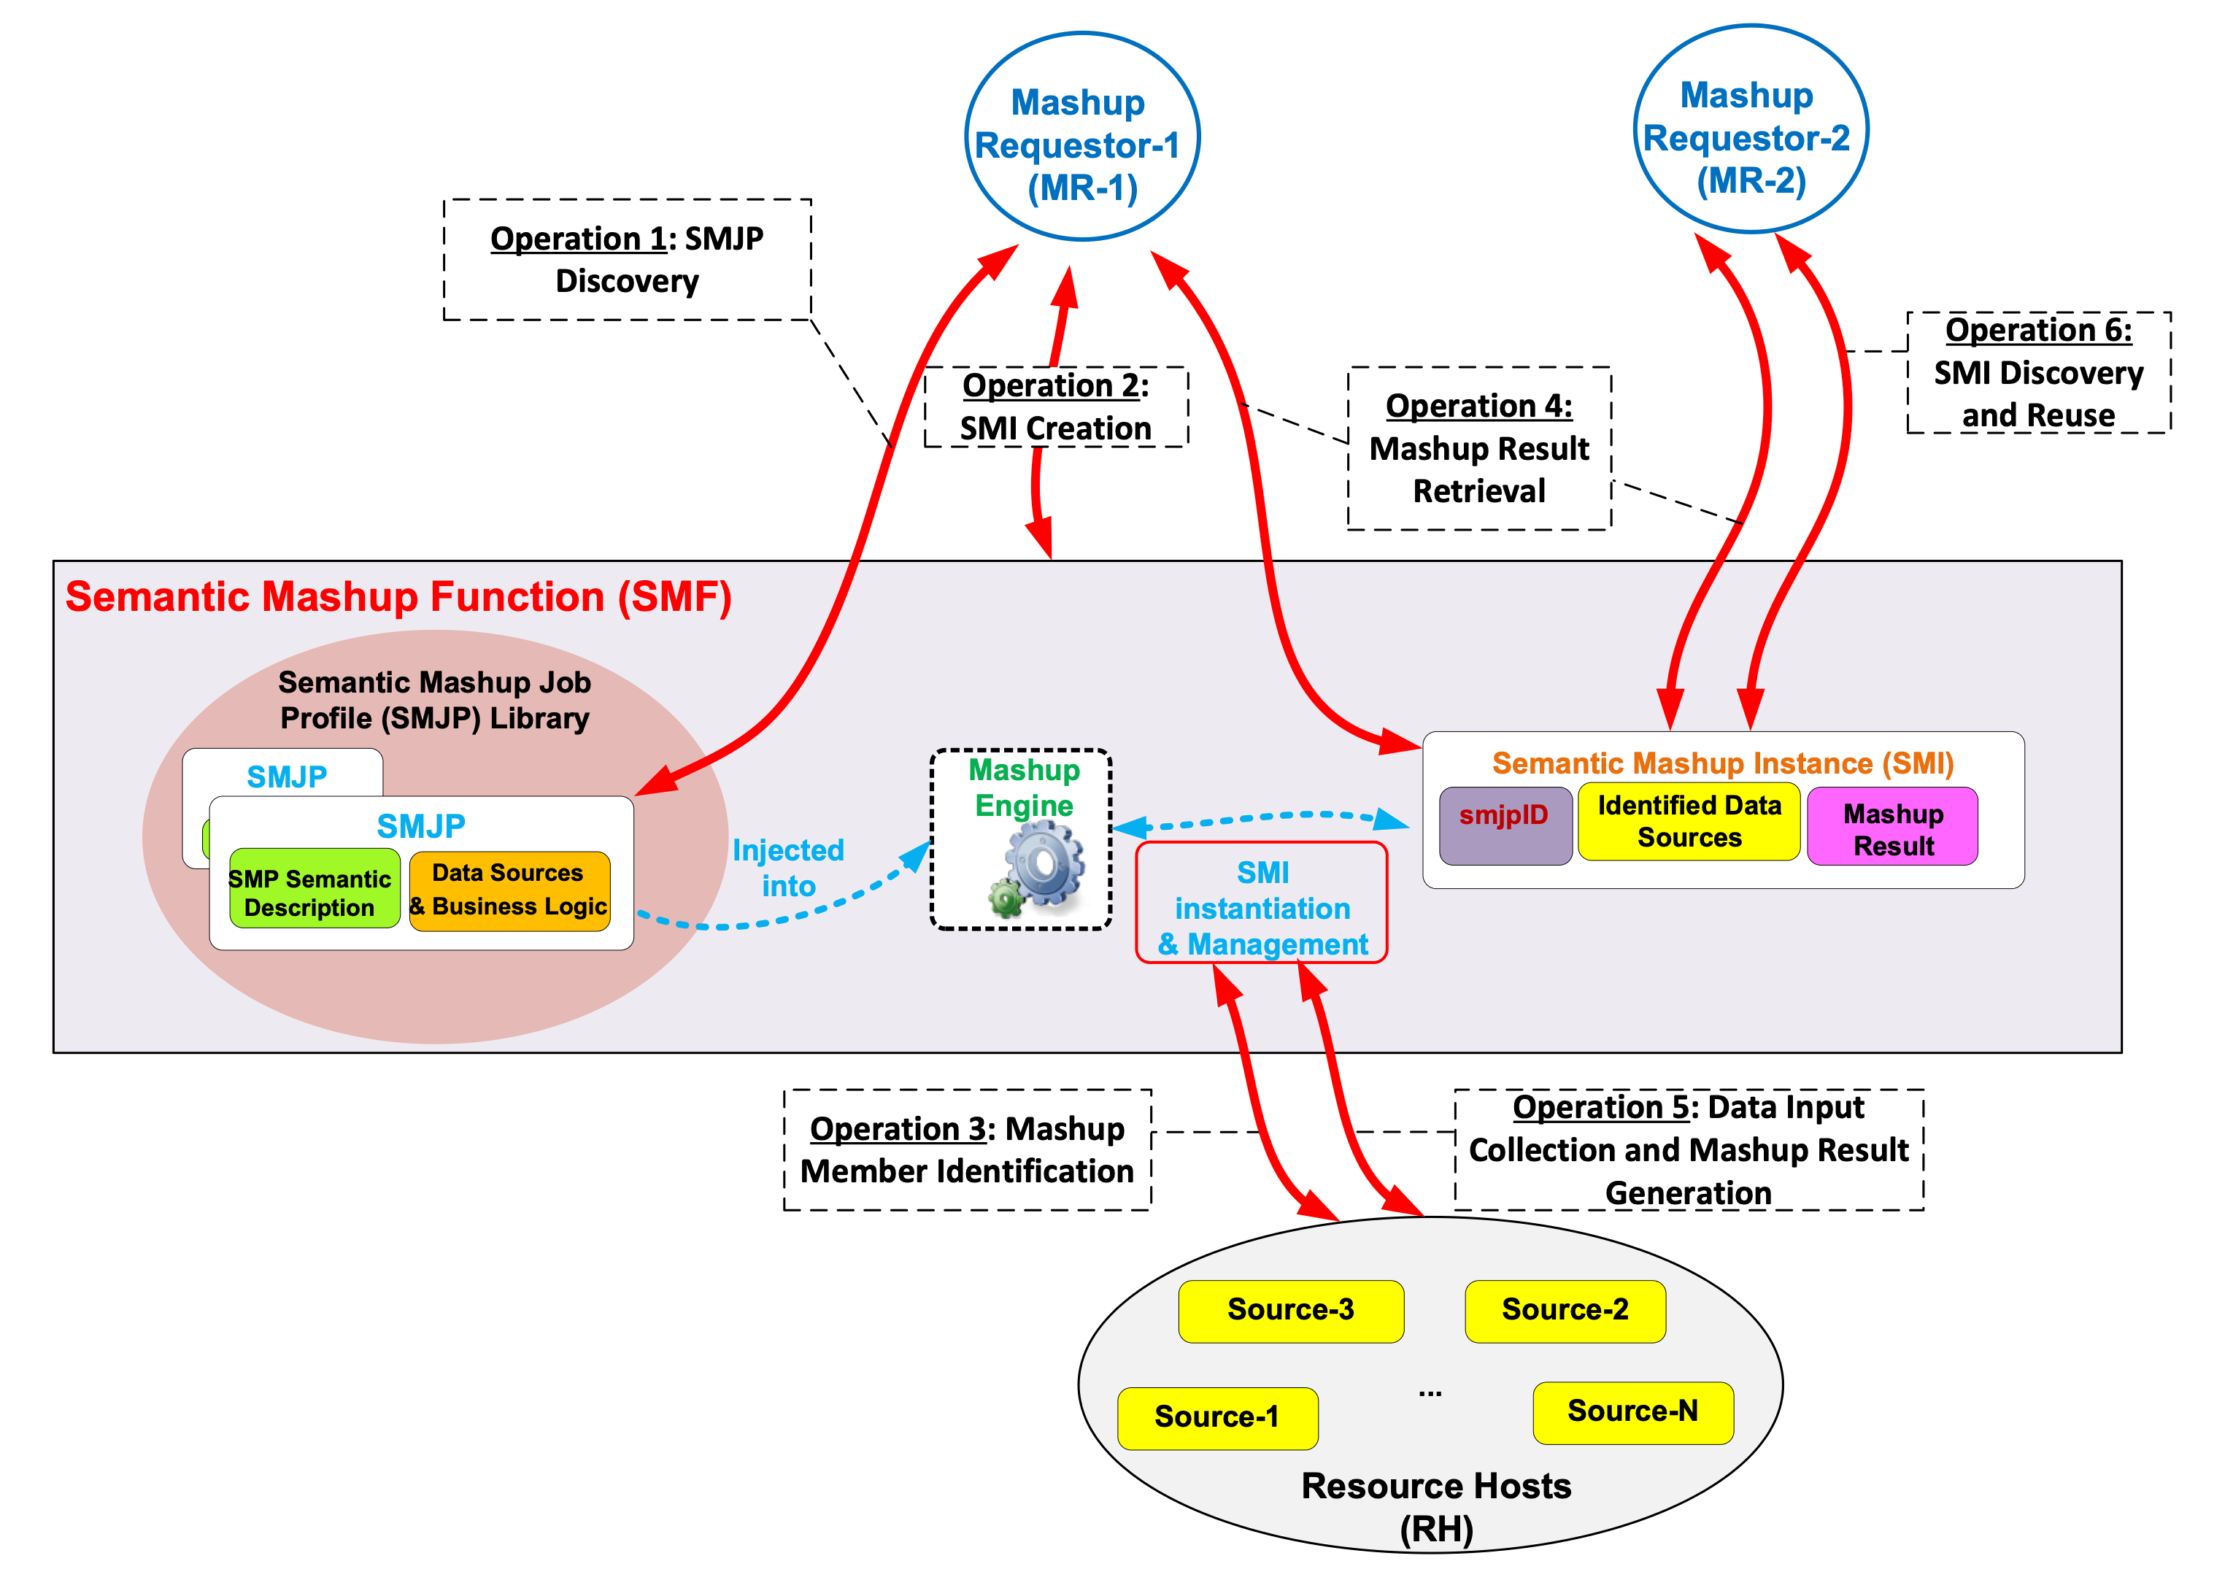 Mashup
Requestor-1
(MR-1)
Mashup
Requestor-2
(MR-2)
Operation 1: SMJP
Discovery
Operation 2:
SMI Creation
Operation 4:
Mashup Result
Retrieval
Operation 6:
SMI Discovery
and Reuse
Semantic Mashup Function (SMF)
Semantic Mashup Job
Profile (SMJP) Library
SMJP
SMJP
SMP Semantic
Description
Data Sources
& Business Logic
Injected
into
Mashup
Engine
SMI
instantiation
& Management
Semantic Mashup Instance (SMI)
smjpID
Identified Data
Sources
Mashup
Result
Operation 3: Mashup
Member Identification
Operation 5: Data Input
Collection and Mashup Result
Generation
Source-3
Source-2
Source-1
...
Source-N
Resource Hosts
(RH)